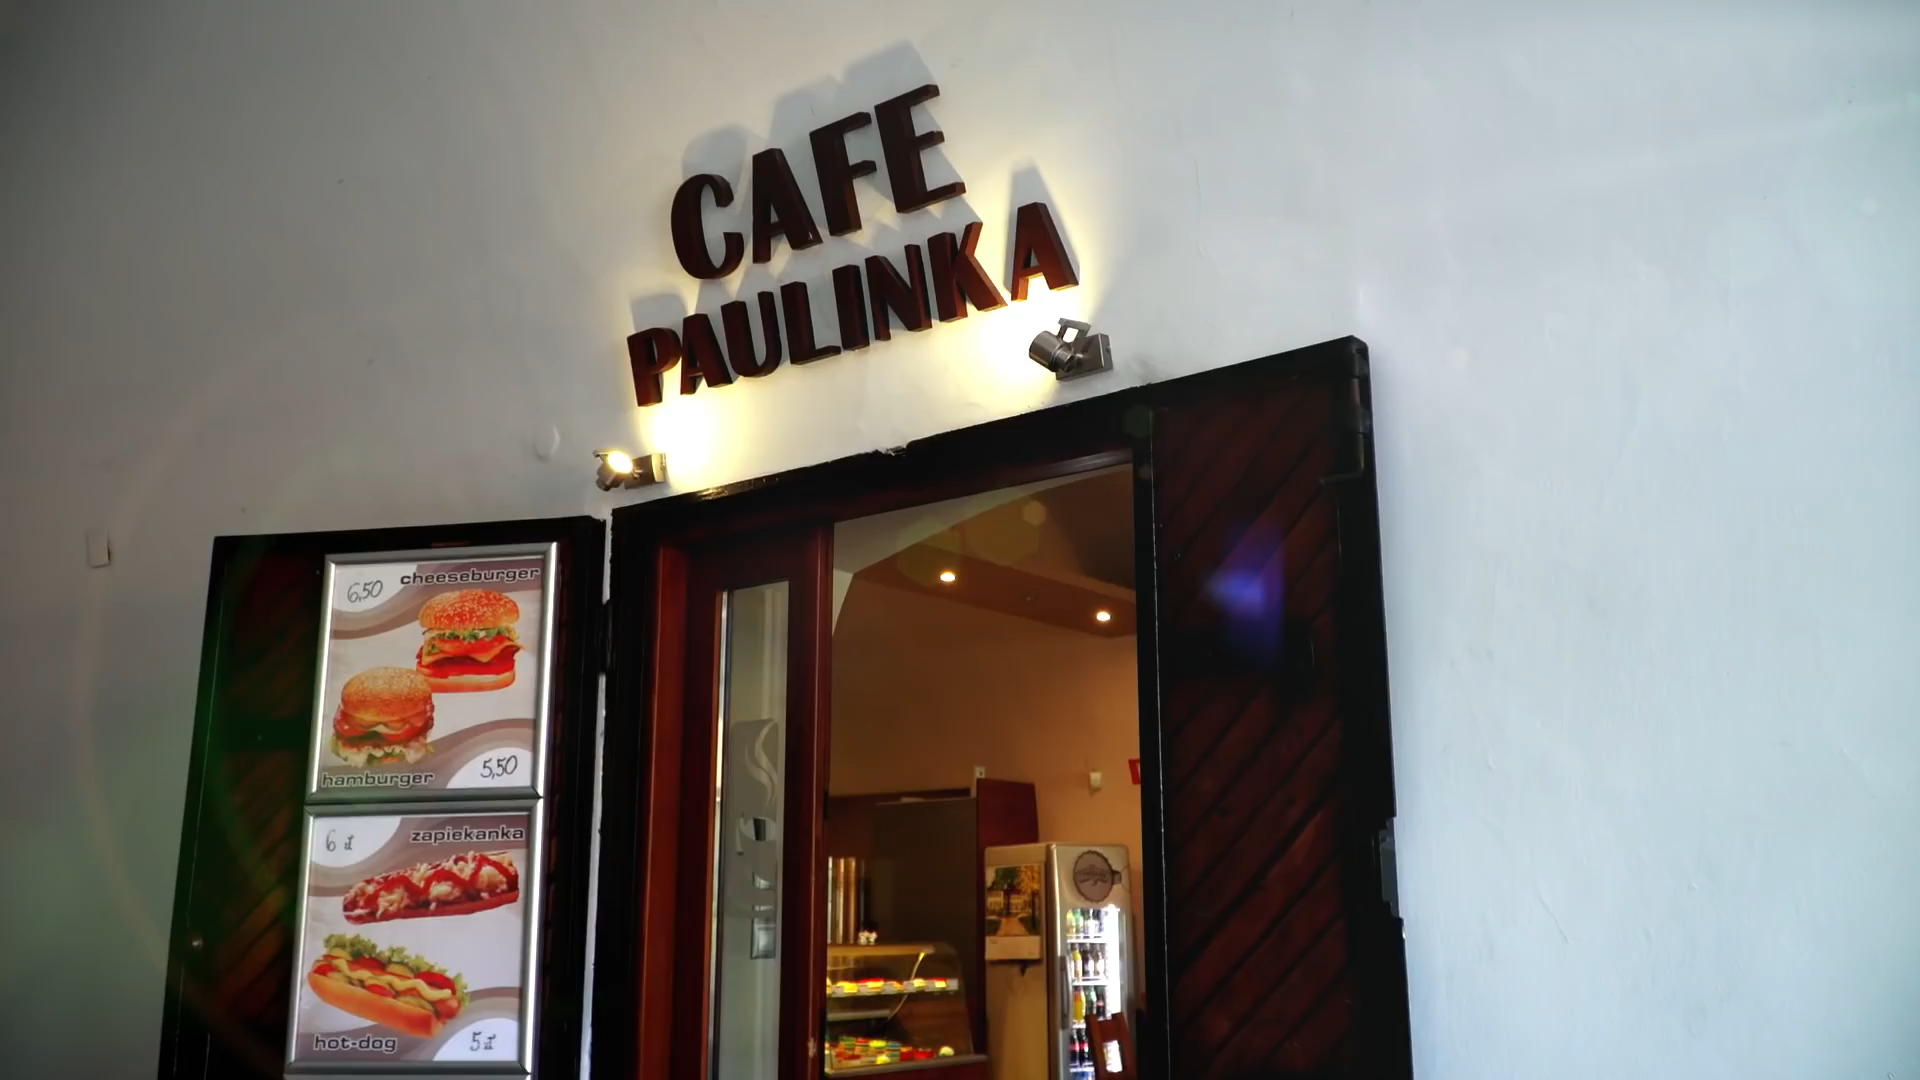 CAFE
PAULINKA
6,50 cheeseburger
hamburger 5,50
6 zł zapiekanka
hot-dog 5 zł